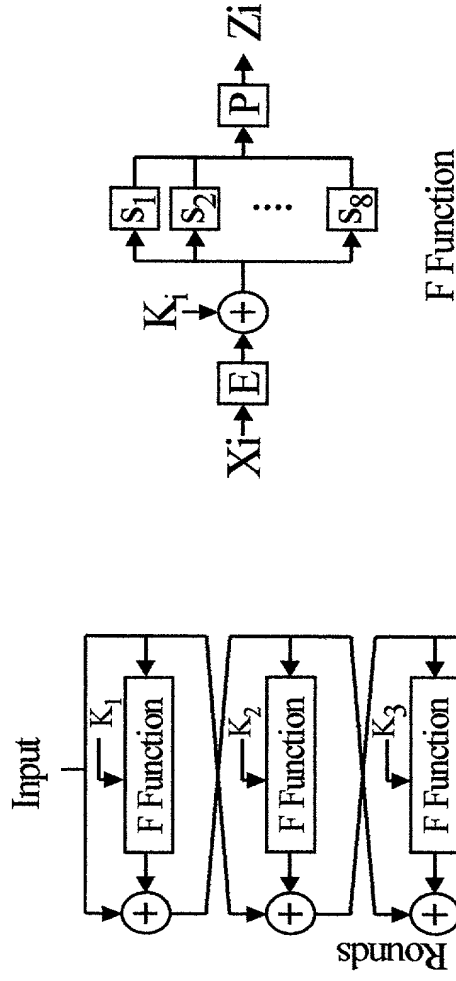 Input
K1
F Function
+
K2
F Function
+
K3
F Function
+
Rounds
Xi
E
+
Ki
S1
S2
....
S8
P
Zi
F Function